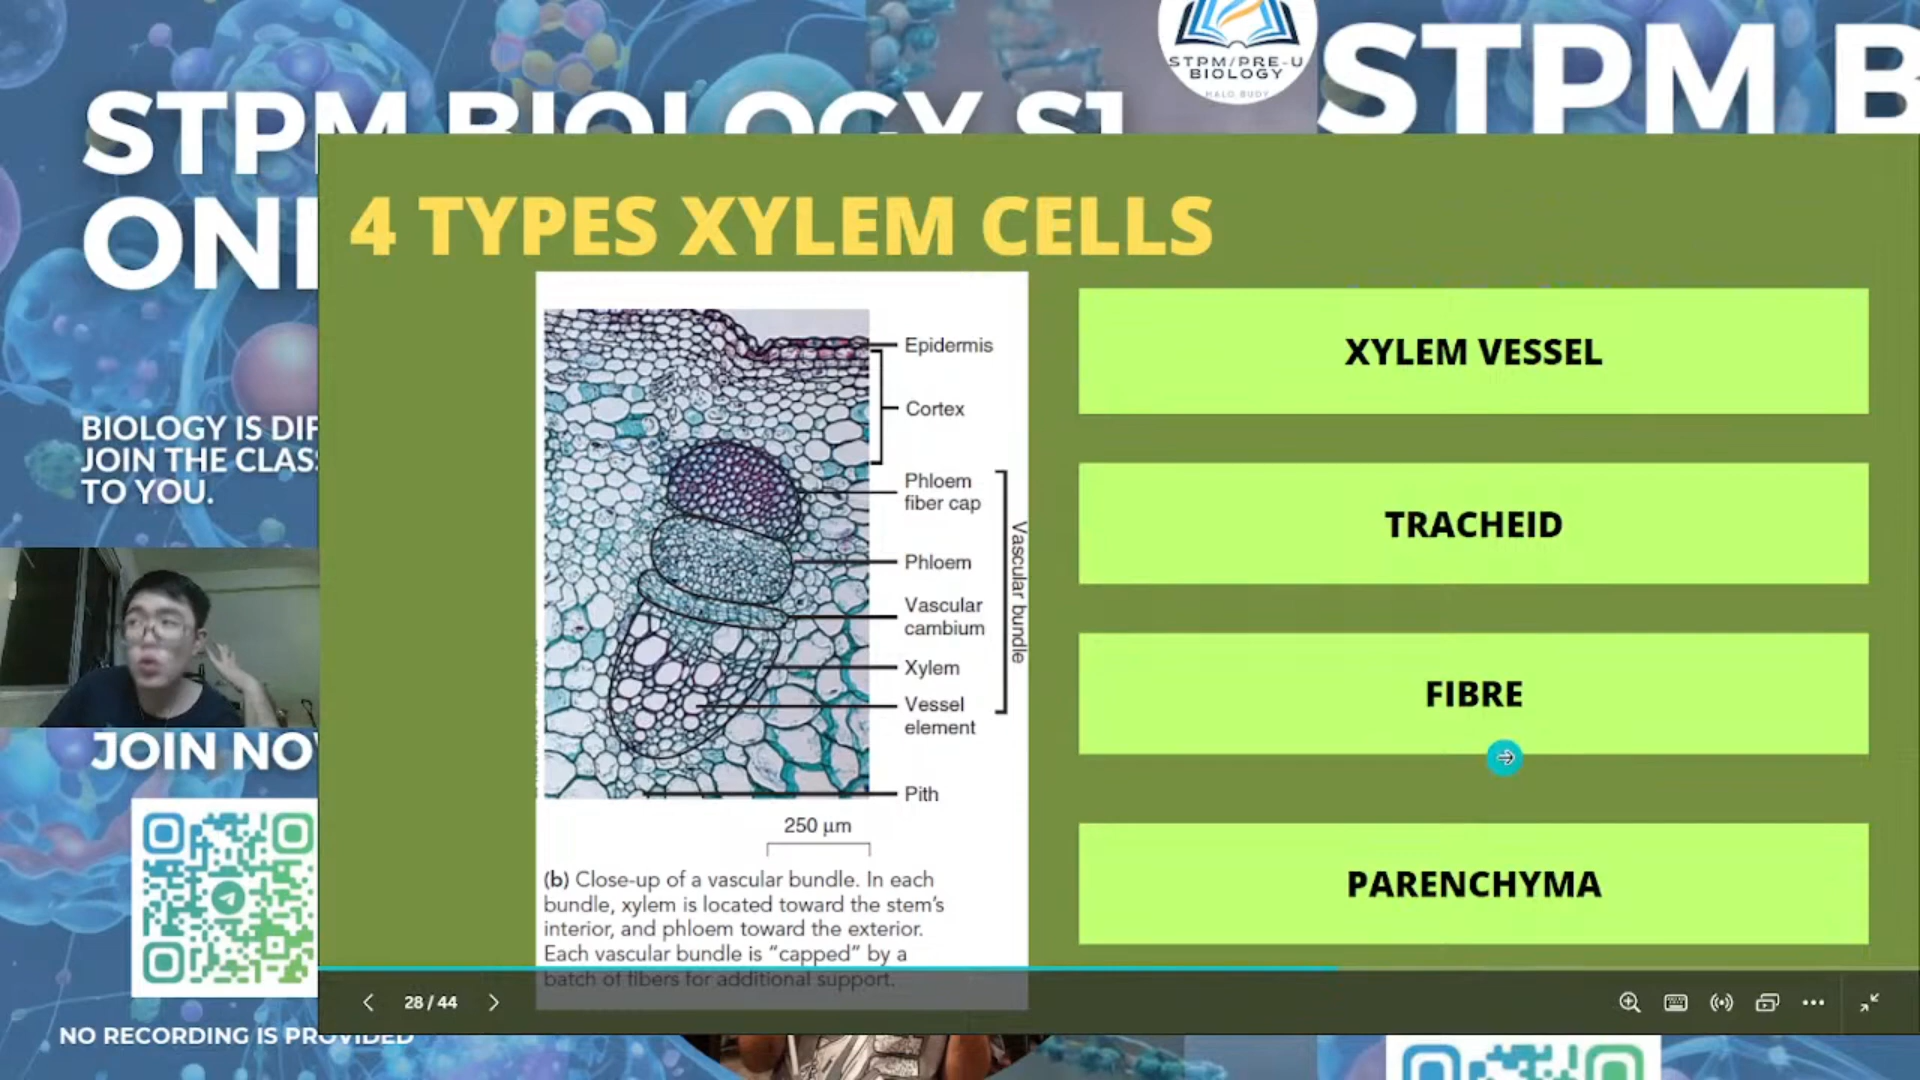 STPM BIOLOGY S1
STPM B
STPM/PRE-U
BIOLOGY
HALO BUDY
ONI
BIOLOGY IS DIF
JOIN THE CLAS
TO YOU.
JOIN NO
NO RECORDING IS PROVIDED
4 TYPES XYLEM CELLS
Epidermis
Cortex
Phloem
fiber cap
Phloem
Vascular
cambium
Xylem
Vessel
element
Vascular bundle
Pith
250 µm
(b) Close-up of a vascular bundle. In each
bundle, xylem is located toward the stem’s
interior, and phloem toward the exterior.
Each vascular bundle is “capped” by a
batch of fibers for additional support.
XYLEM VESSEL
TRACHEID
FIBRE
PARENCHYMA
28 / 44